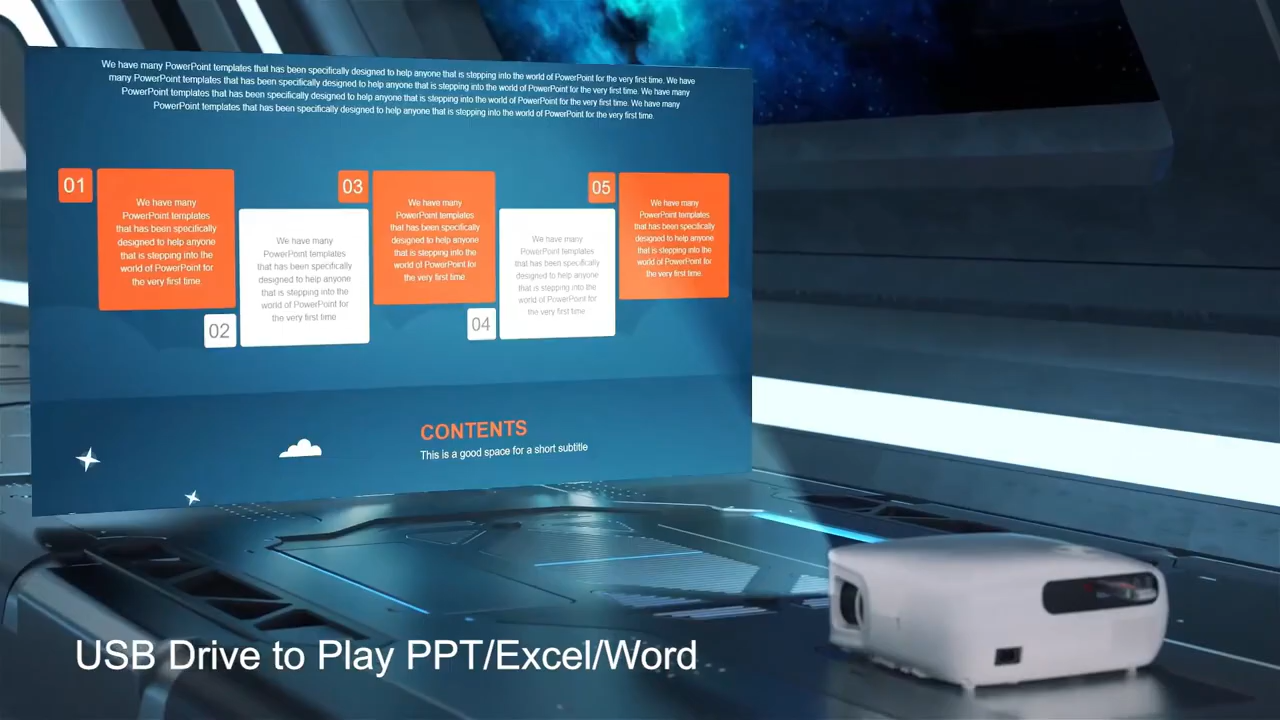 We have many PowerPoint templates that has been specifically designed to help anyone that is stepping into the world of PowerPoint for the very first time. We have
many PowerPoint templates that has been specifically designed to help anyone that is stepping into the world of PowerPoint for the very first time. We have many
PowerPoint templates that has been specifically designed to help anyone that is stepping into the world of PowerPoint for the very first time. We have many
PowerPoint templates that has been specifically designed to help anyone that is stepping into the world of PowerPoint for the very first time.
01
We have many
PowerPoint templates
that has been specifically
designed to help anyone
that is stepping into the
world of PowerPoint for
the very first time
02
We have many
PowerPoint templates
that has been specifically
designed to help anyone
that is stepping into the
world of PowerPoint for
the very first time
03
We have many
PowerPoint templates
that has been specifically
designed to help anyone
that is stepping into the
world of PowerPoint for
the very first time
04
We have many
PowerPoint templates
that has been specifically
designed to help anyone
that is stepping into the
world of PowerPoint for
the very first time
05
We have many
PowerPoint templates
that has been specifically
designed to help anyone
that is stepping into the
world of PowerPoint for
the very first time
CONTENTS
This is a good space for a short subtitle
USB Drive to Play PPT/Excel/Word